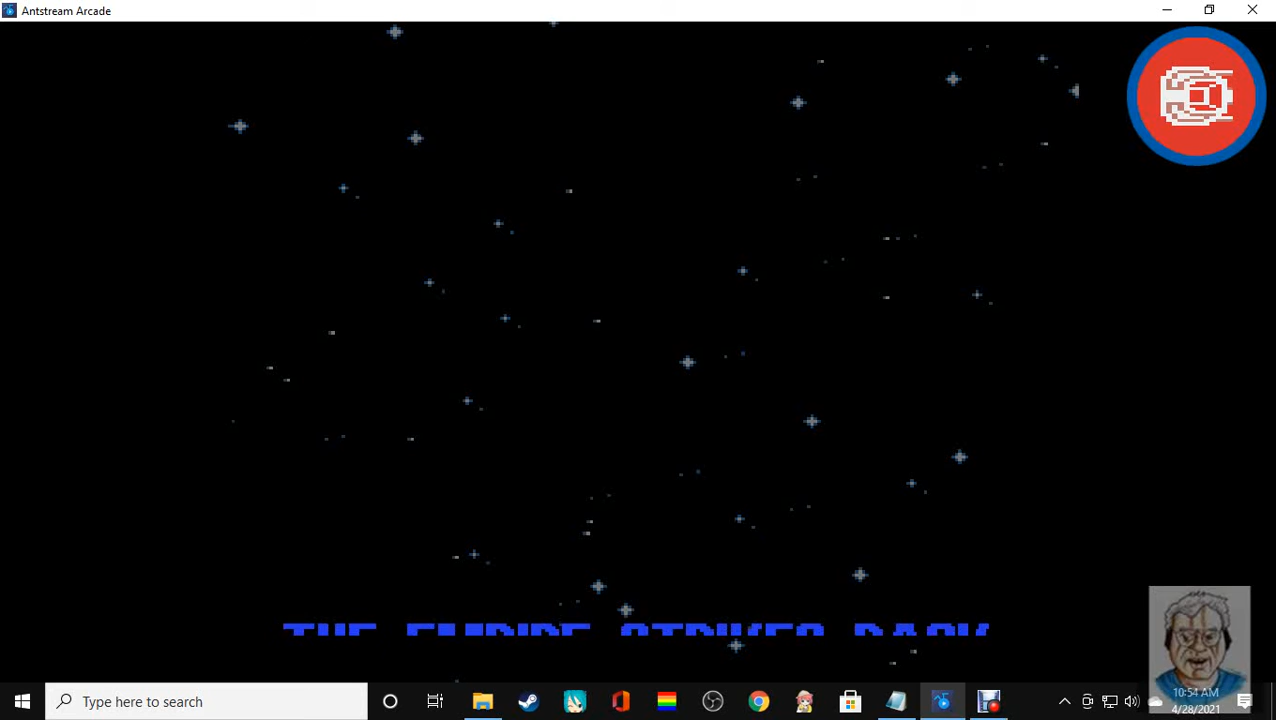 Antstream Arcade
THE EMPIRE STRIKES BACK
Type here to search
10:54 AM
4/28/2021